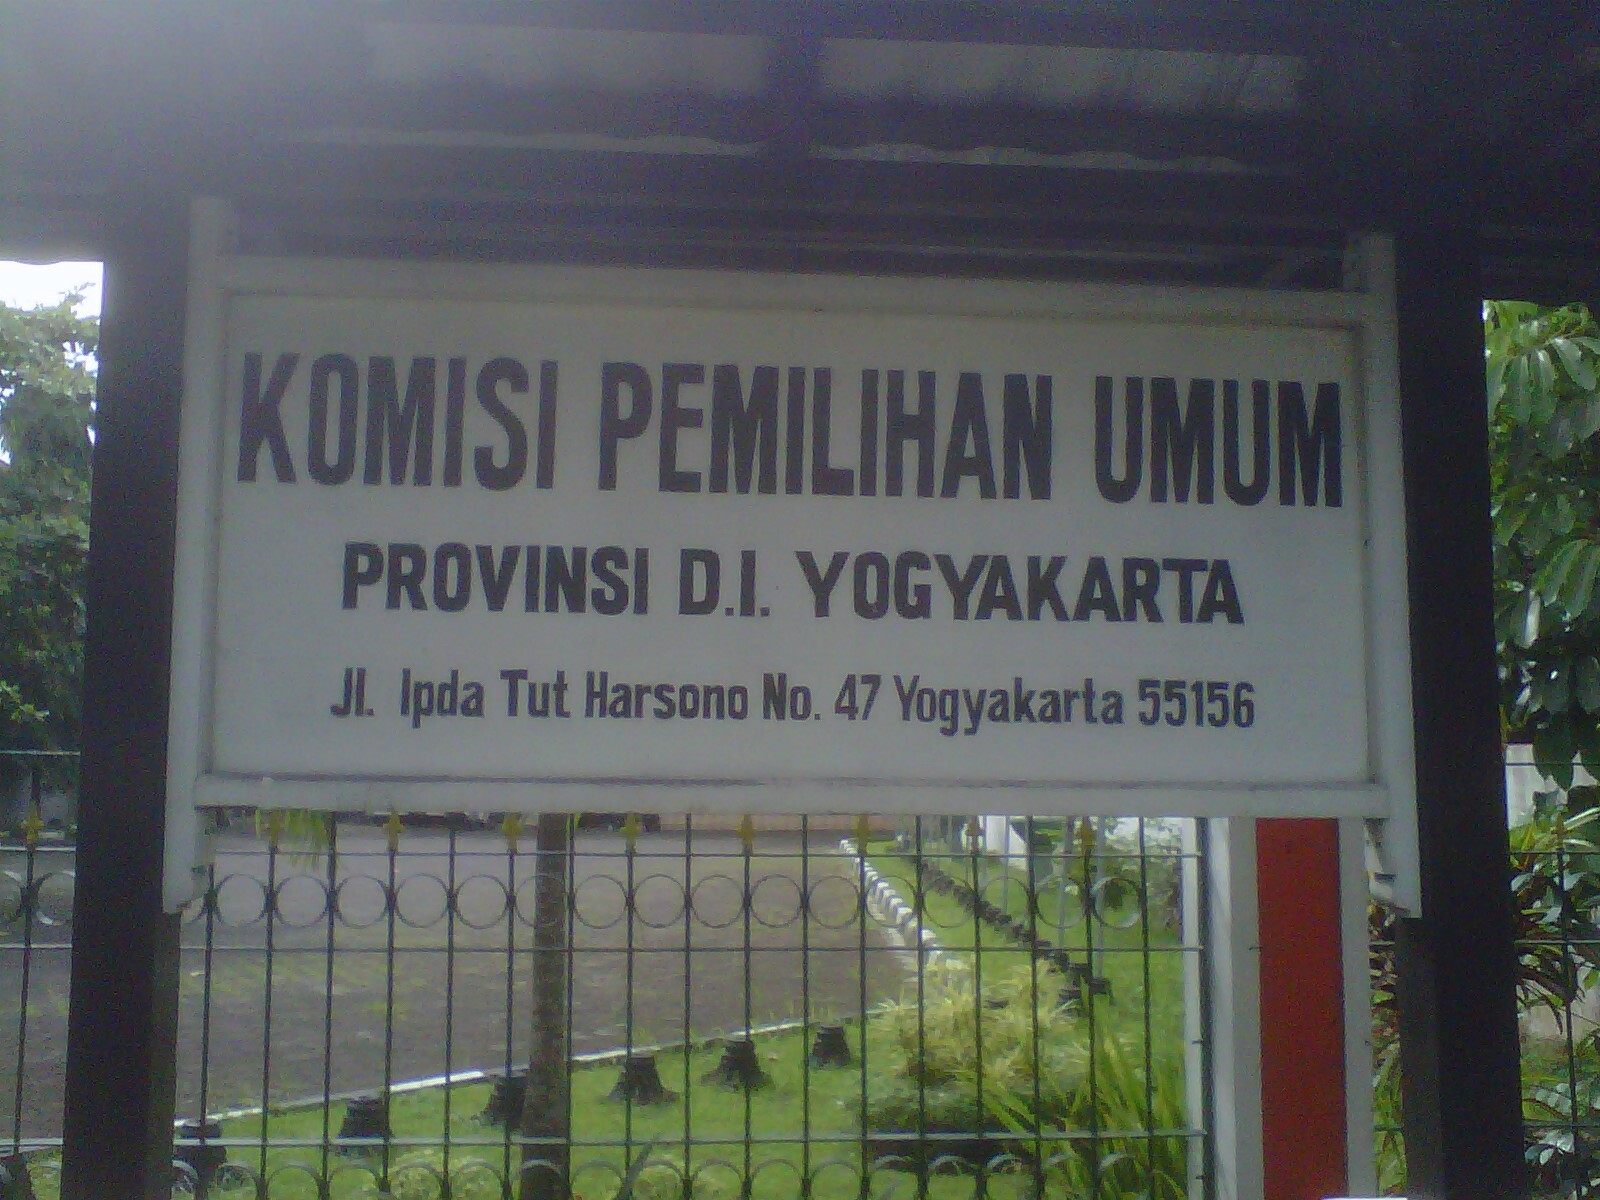 KOMISI PEMILIHAN UMUM
PROVINSI D.I. YOGYAKARTA
Jl. Ipda Tut Harsono No. 47 Yogyakarta 55156